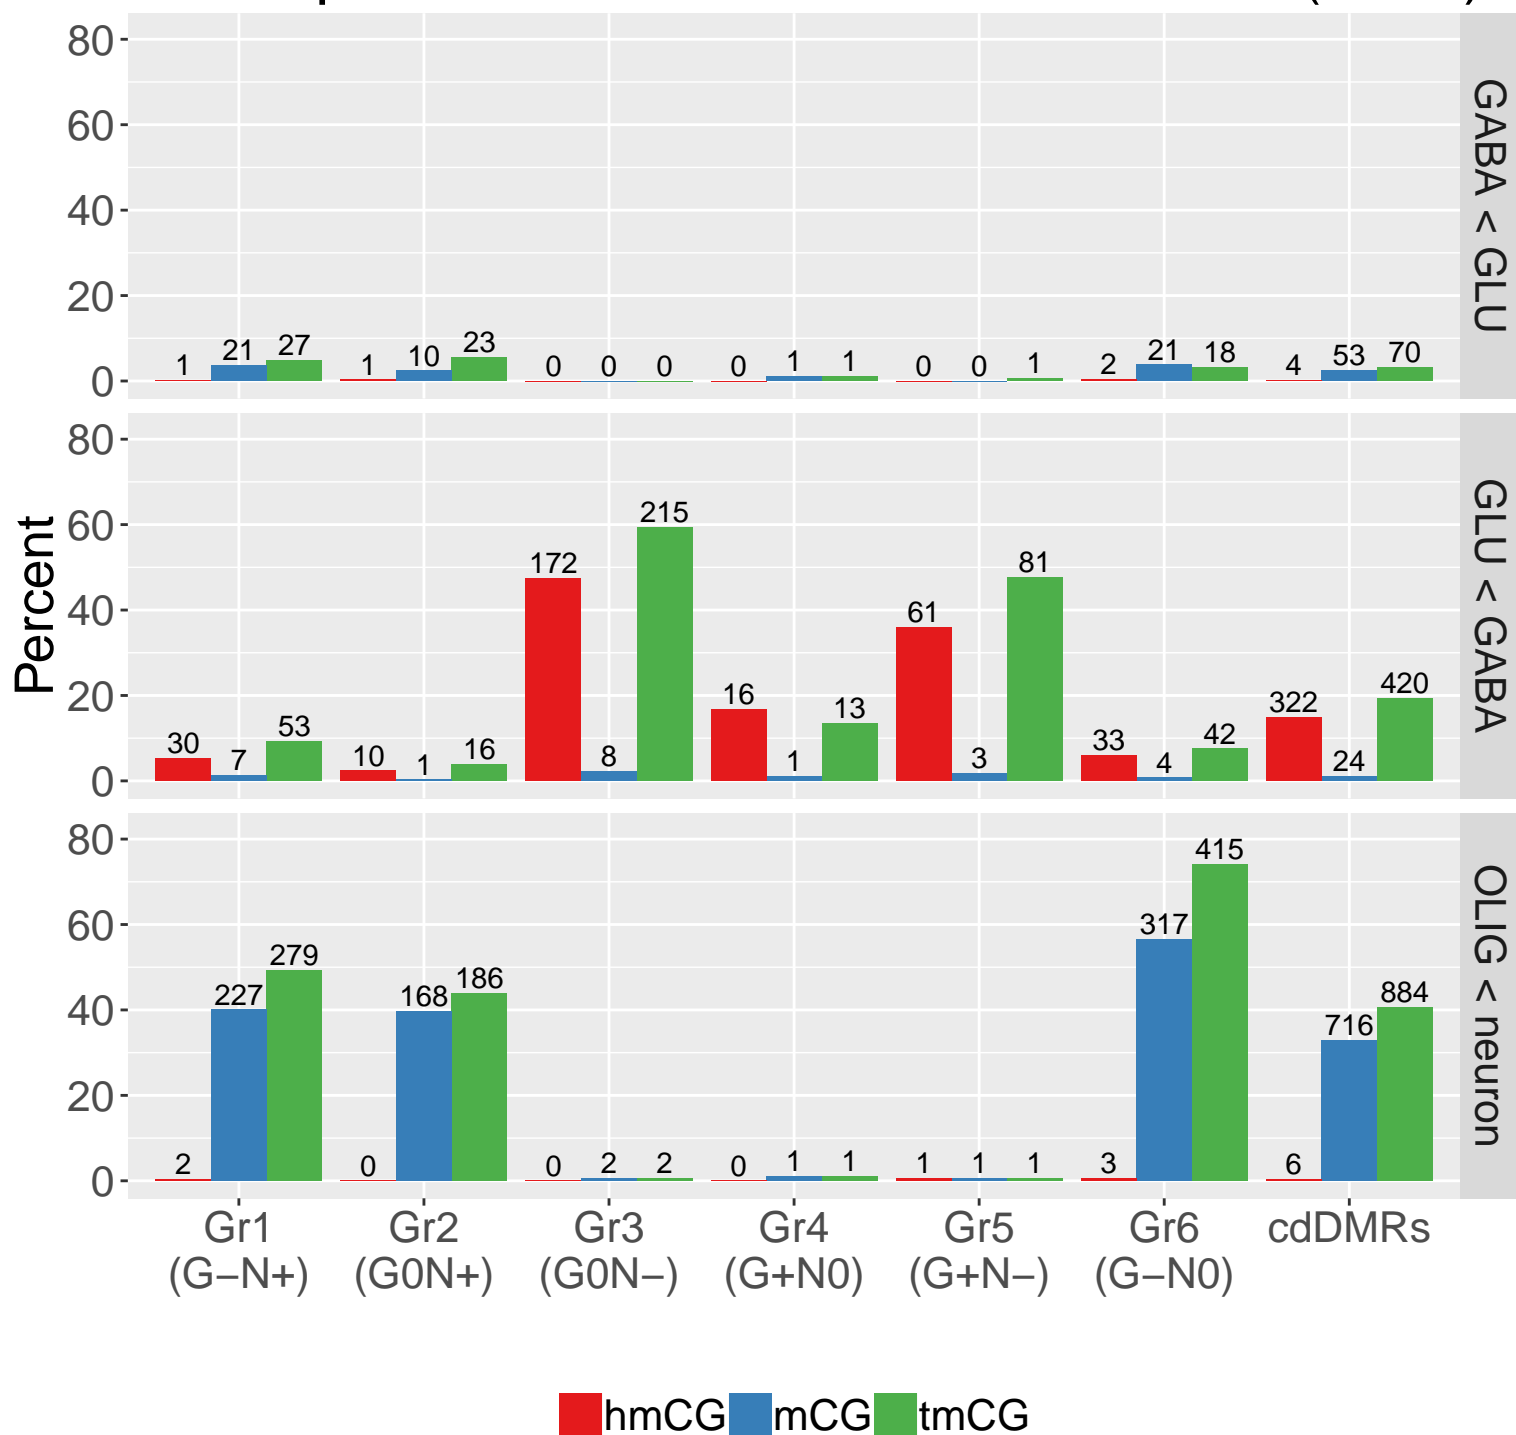 80
60
40
20
0
1 21 27 1 10 23 0 0 0 0 1 1 0 0 1 2 21 18 4 53 70
GABA < GLU
Percent
80
60
40
20
0
30 7 53 10 1 16 172 8 215 16 1 13 61 3 81 33 4 42 322 24 420
GLU < GABA
80
60
40
20
0
2 227 279 0 168 186 0 2 2 0 1 1 1 1 1 3 317 415 6 716 884
OLIG < neuron
Gr1 Gr2 Gr3 Gr4 Gr5 Gr6 cdDMRs
(G−N+) (G0N+) (G0N−) (G+N0) (G+N−) (G−N0)
hmCG mCG tmCG